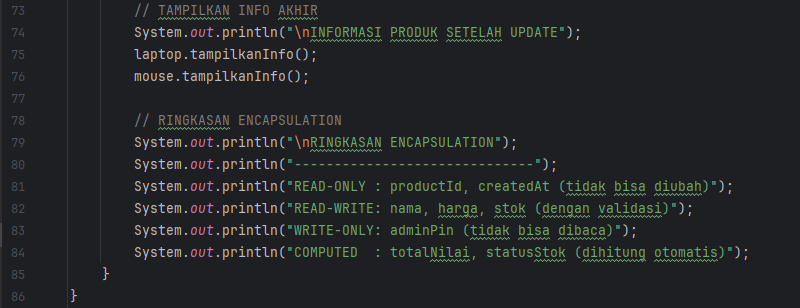 73 // TAMPILKAN INFO AKHIR
74 System.out.println("\nINFORMASI PRODUK SETELAH UPDATE");
75 laptop.tampilkanInfo();
76 mouse.tampilkanInfo();
77
78 // RINGKASAN ENCAPSULATION
79 System.out.println("\nRINGKASAN ENCAPSULATION");
80 System.out.println("------------------------------");
81 System.out.println("READ-ONLY : productId, createdAt (tidak bisa diubah)");
82 System.out.println("READ-WRITE: nama, harga, stok (dengan validasi)");
83 System.out.println("WRITE-ONLY: adminPin (tidak bisa dibaca)");
84 System.out.println("COMPUTED  : totalNilai, statusStok (dihitung otomatis)");
85 }
86 }